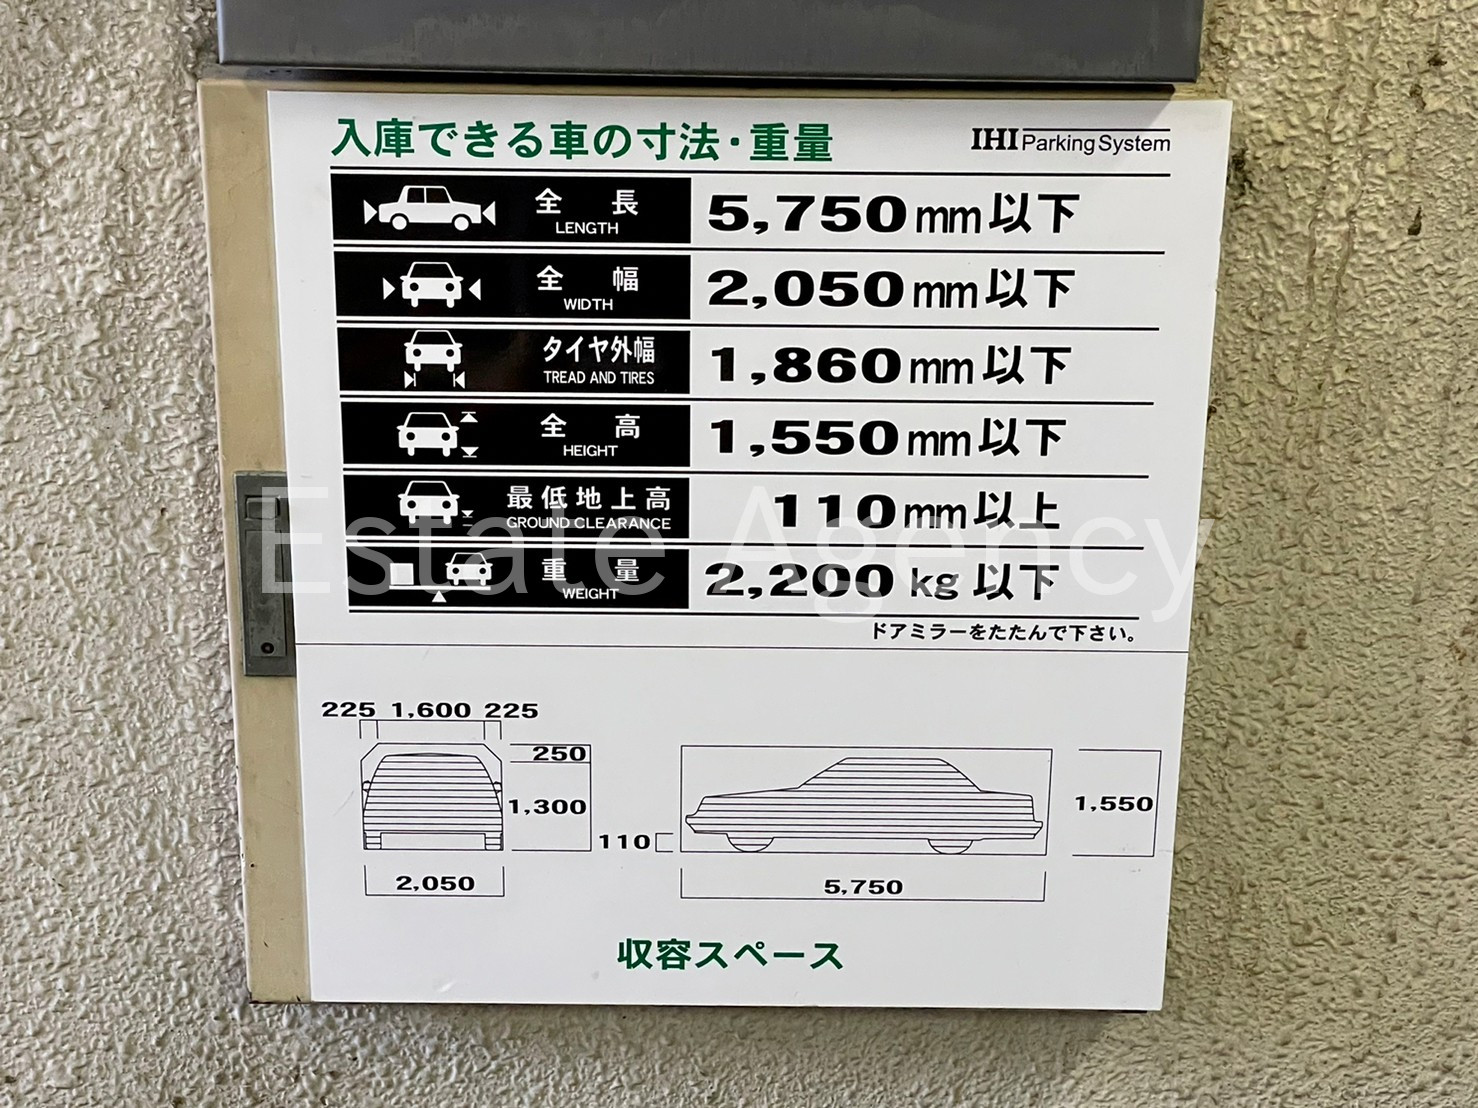 入庫できる車の寸法・重量
IHI Parking System
全長 LENGTH 5,750mm以下
全幅 WIDTH 2,050mm以下
タイヤ外幅 TREAD AND TIRES 1,860mm以下
全高 HEIGHT 1,550mm以下
最低地上高 GROUND CLEARANCE 110mm以上
重量 WEIGHT 2,200kg以下
Estate Agency
ドアミラーをたたんで下さい。
225 1,600 225
250
1,300
2,050
110
1,550
5,750
収容スペース